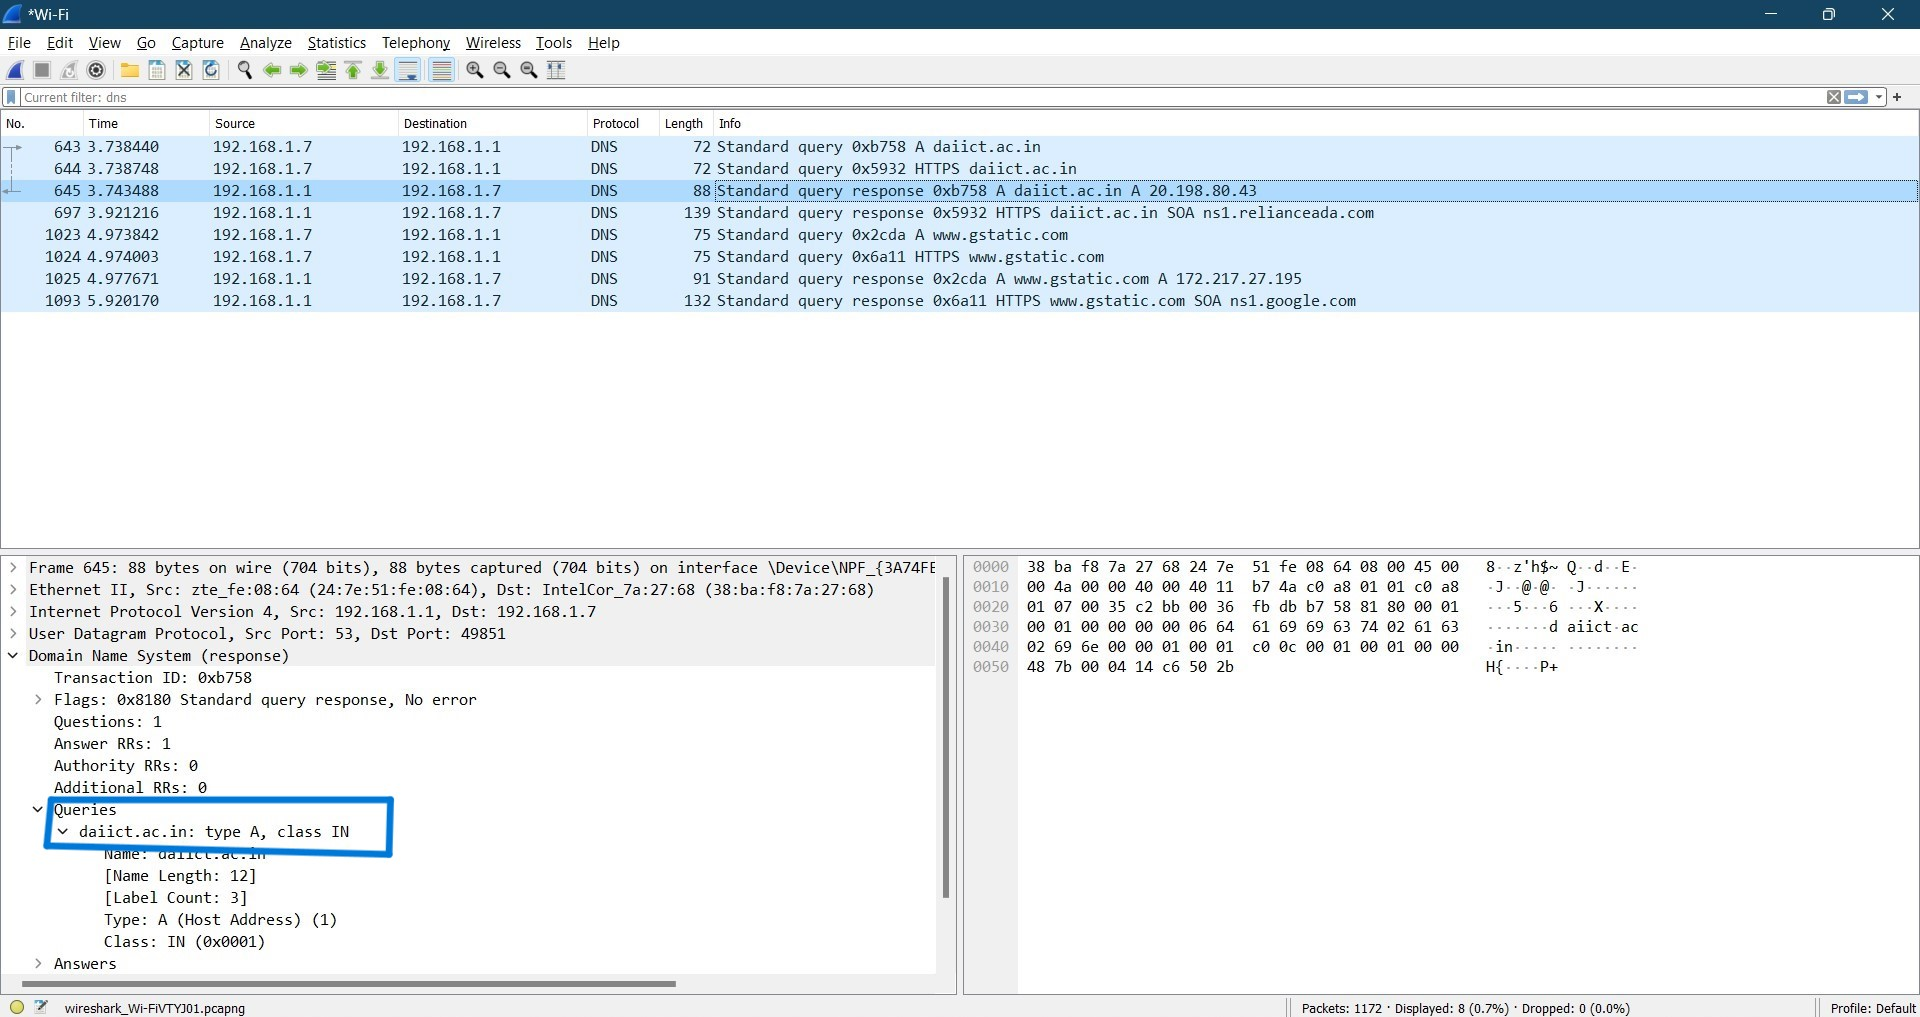 *Wi-Fi
File Edit View Go Capture Analyze Statistics Telephony Wireless Tools Help
Current filter: dns
No. Time Source Destination Protocol Length Info
643 3.738440 192.168.1.7 192.168.1.1 DNS 72 Standard query 0xb758 A daiict.ac.in
644 3.738748 192.168.1.7 192.168.1.1 DNS 72 Standard query 0x5932 HTTPS daiict.ac.in
645 3.743488 192.168.1.1 192.168.1.7 DNS 88 Standard query response 0xb758 A daiict.ac.in A 20.198.80.43
697 3.921216 192.168.1.1 192.168.1.7 DNS 139 Standard query response 0x5932 HTTPS daiict.ac.in SOA ns1.relianceada.com
1023 4.973842 192.168.1.7 192.168.1.1 DNS 75 Standard query 0x2cda A www.gstatic.com
1024 4.974003 192.168.1.7 192.168.1.1 DNS 75 Standard query 0x6a11 HTTPS www.gstatic.com
1025 4.977671 192.168.1.1 192.168.1.7 DNS 91 Standard query response 0x2cda A www.gstatic.com A 172.217.27.195
1093 5.920170 192.168.1.1 192.168.1.7 DNS 132 Standard query response 0x6a11 HTTPS www.gstatic.com SOA ns1.google.com
Frame 645: 88 bytes on wire (704 bits), 88 bytes captured (704 bits) on interface \Device\NPF_{3A74FE
Ethernet II, Src: zte_fe:08:64 (24:7e:51:fe:08:64), Dst: IntelCor_7a:27:68 (38:ba:f8:7a:27:68)
Internet Protocol Version 4, Src: 192.168.1.1, Dst: 192.168.1.7
User Datagram Protocol, Src Port: 53, Dst Port: 49851
Domain Name System (response)
Transaction ID: 0xb758
Flags: 0x8180 Standard query response, No error
Questions: 1
Answer RRs: 1
Authority RRs: 0
Additional RRs: 0
Queries
daiict.ac.in: type A, class IN
Name: daiict.ac.in
[Name Length: 12]
[Label Count: 3]
Type: A (Host Address) (1)
Class: IN (0x0001)
Answers
0000 38 ba f8 7a 27 68 24 7e 51 fe 08 64 08 00 45 00 8··z'h$~ Q··d··E·
0010 00 4a 00 00 40 00 40 11 b7 4a c0 a8 01 01 c0 a8 ·J··@·@· ·J······
0020 01 07 00 35 c2 bb 00 36 fb db b7 58 81 80 00 01 ···5···6 ···X····
0030 00 01 00 00 00 00 06 64 61 69 69 63 74 02 61 63 ·······d aiict·ac
0040 02 69 6e 00 00 01 00 01 c0 0c 00 01 00 01 00 00 ·in····· ········
0050 48 7b 00 04 14 c6 50 2b H{····P+
wireshark_Wi-FiVTYJ01.pcapng Packets: 1172 · Displayed: 8 (0.7%) · Dropped: 0 (0.0%) Profile: Default